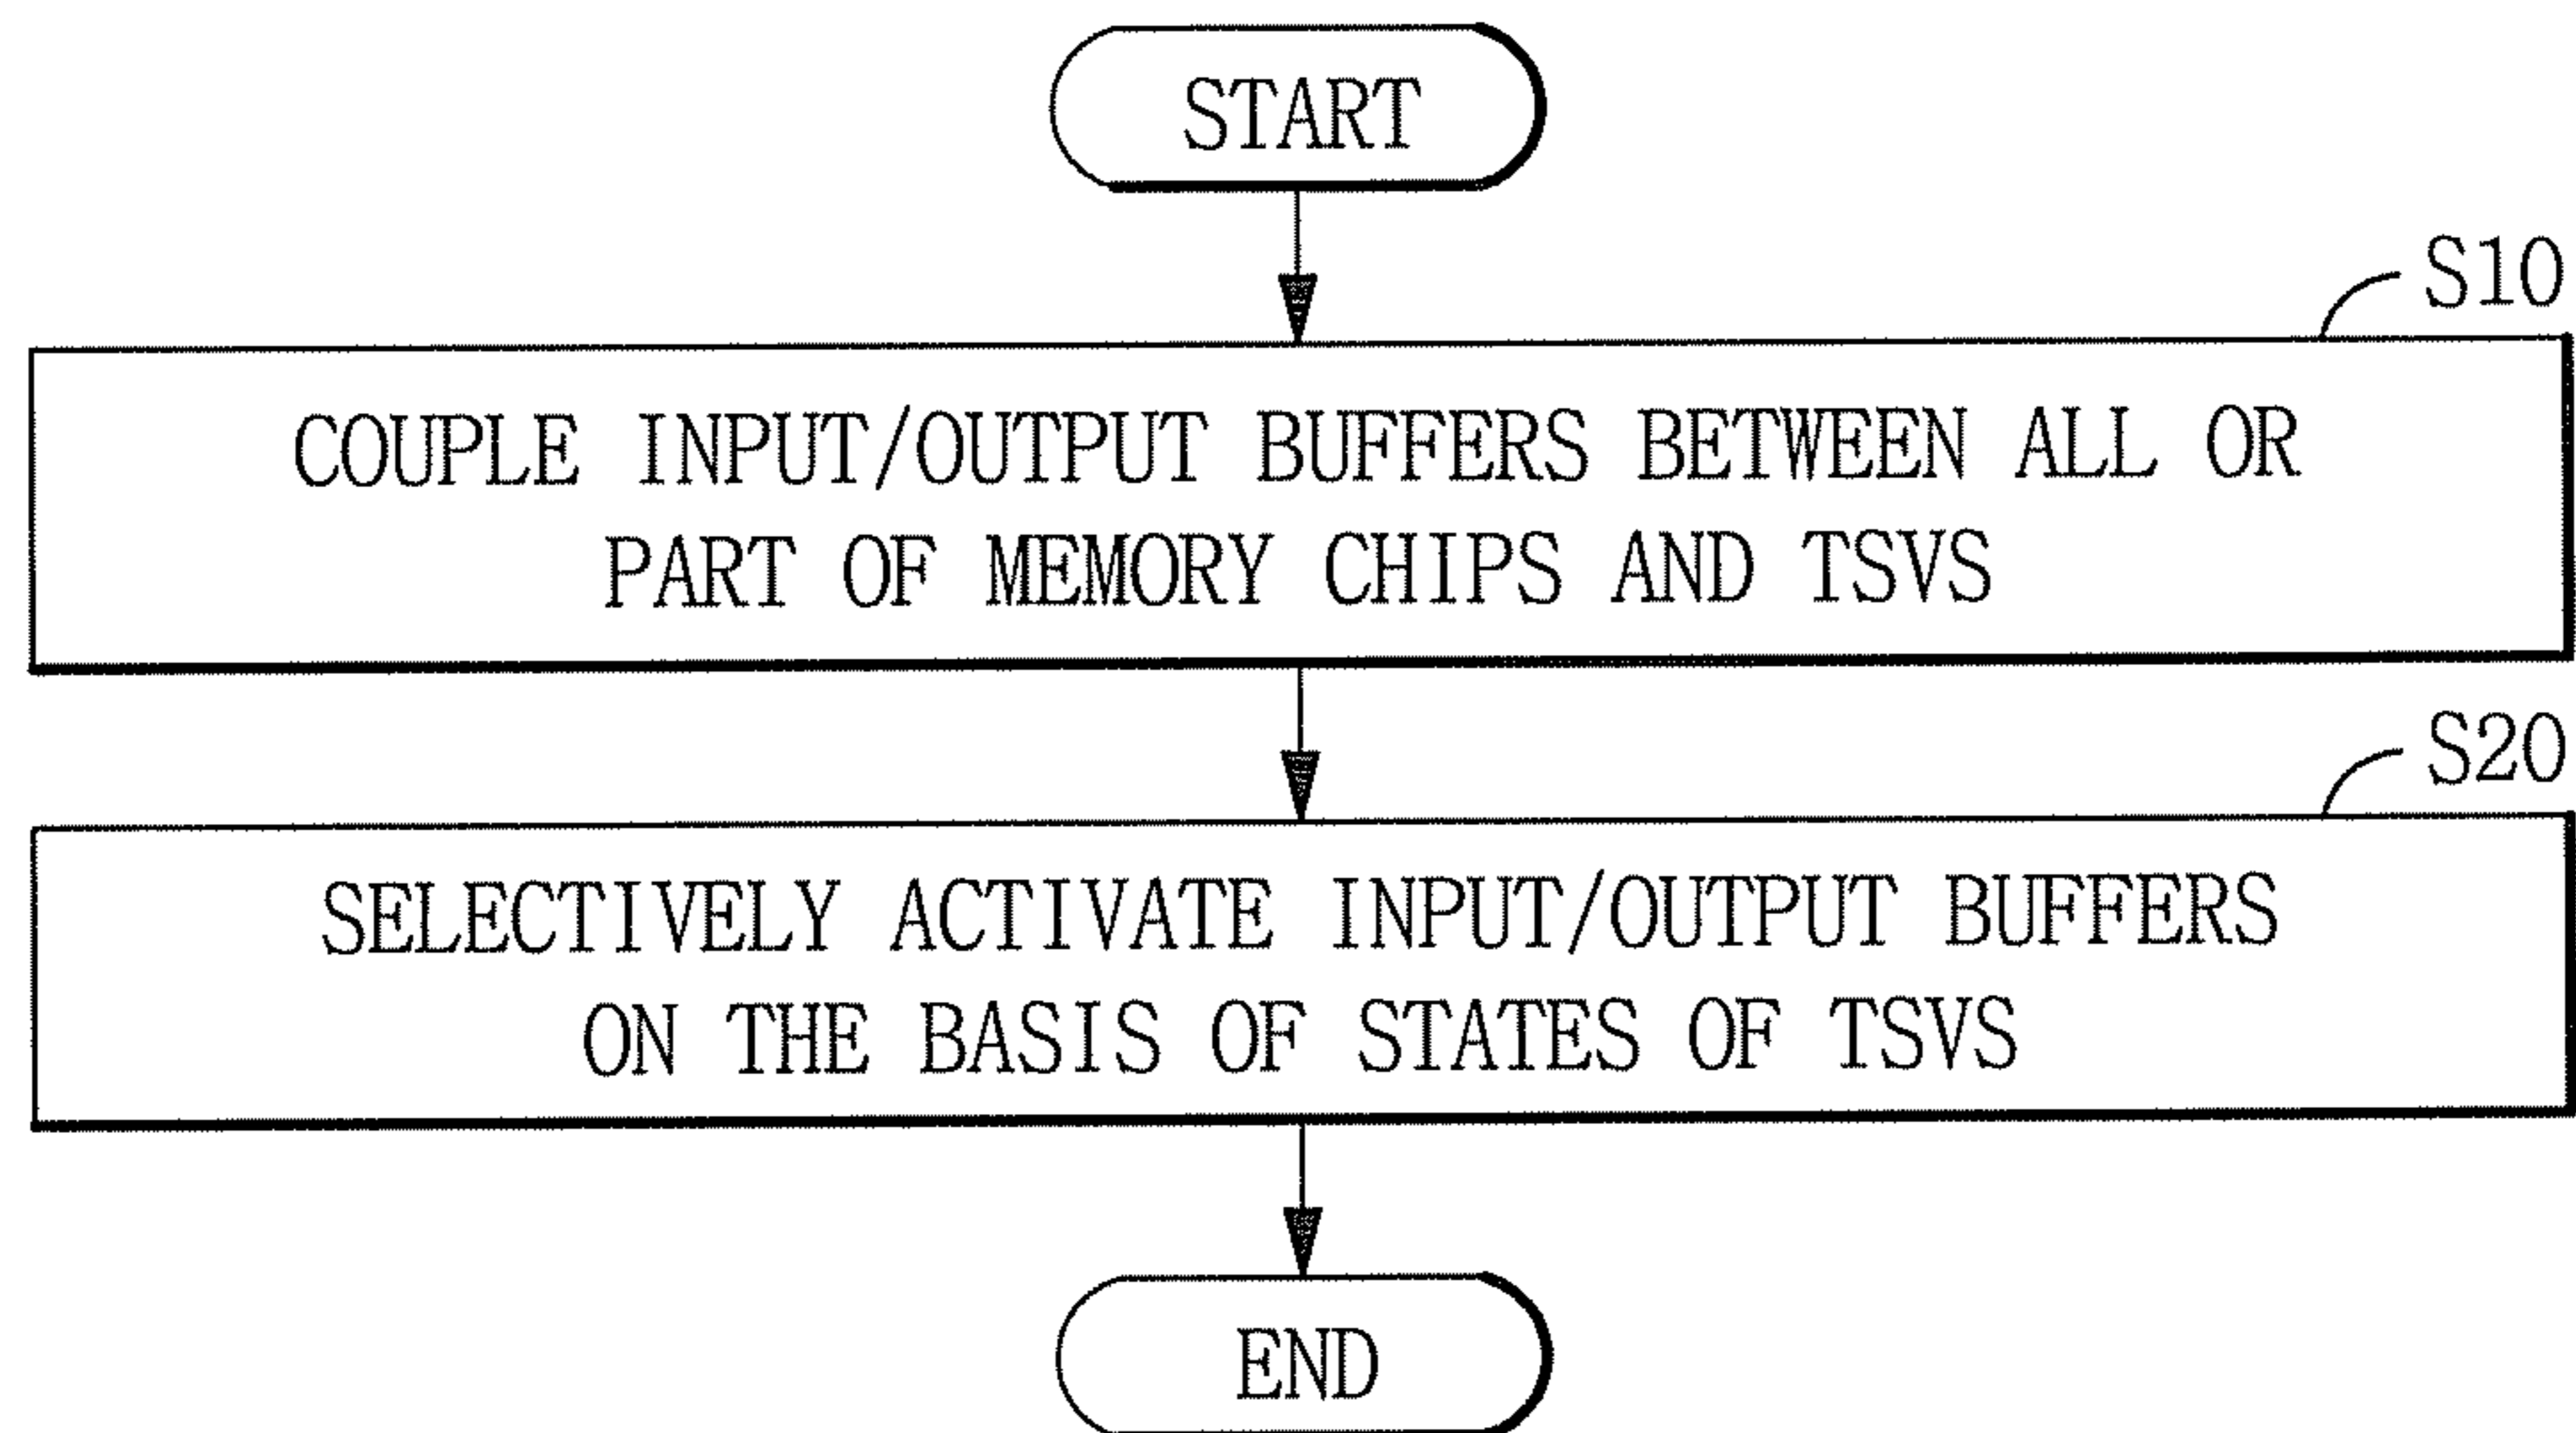 START
S10
COUPLE INPUT/OUTPUT BUFFERS BETWEEN ALL OR
PART OF MEMORY CHIPS AND TSVS
S20
SELECTIVELY ACTIVATE INPUT/OUTPUT BUFFERS
ON THE BASIS OF STATES OF TSVS
END